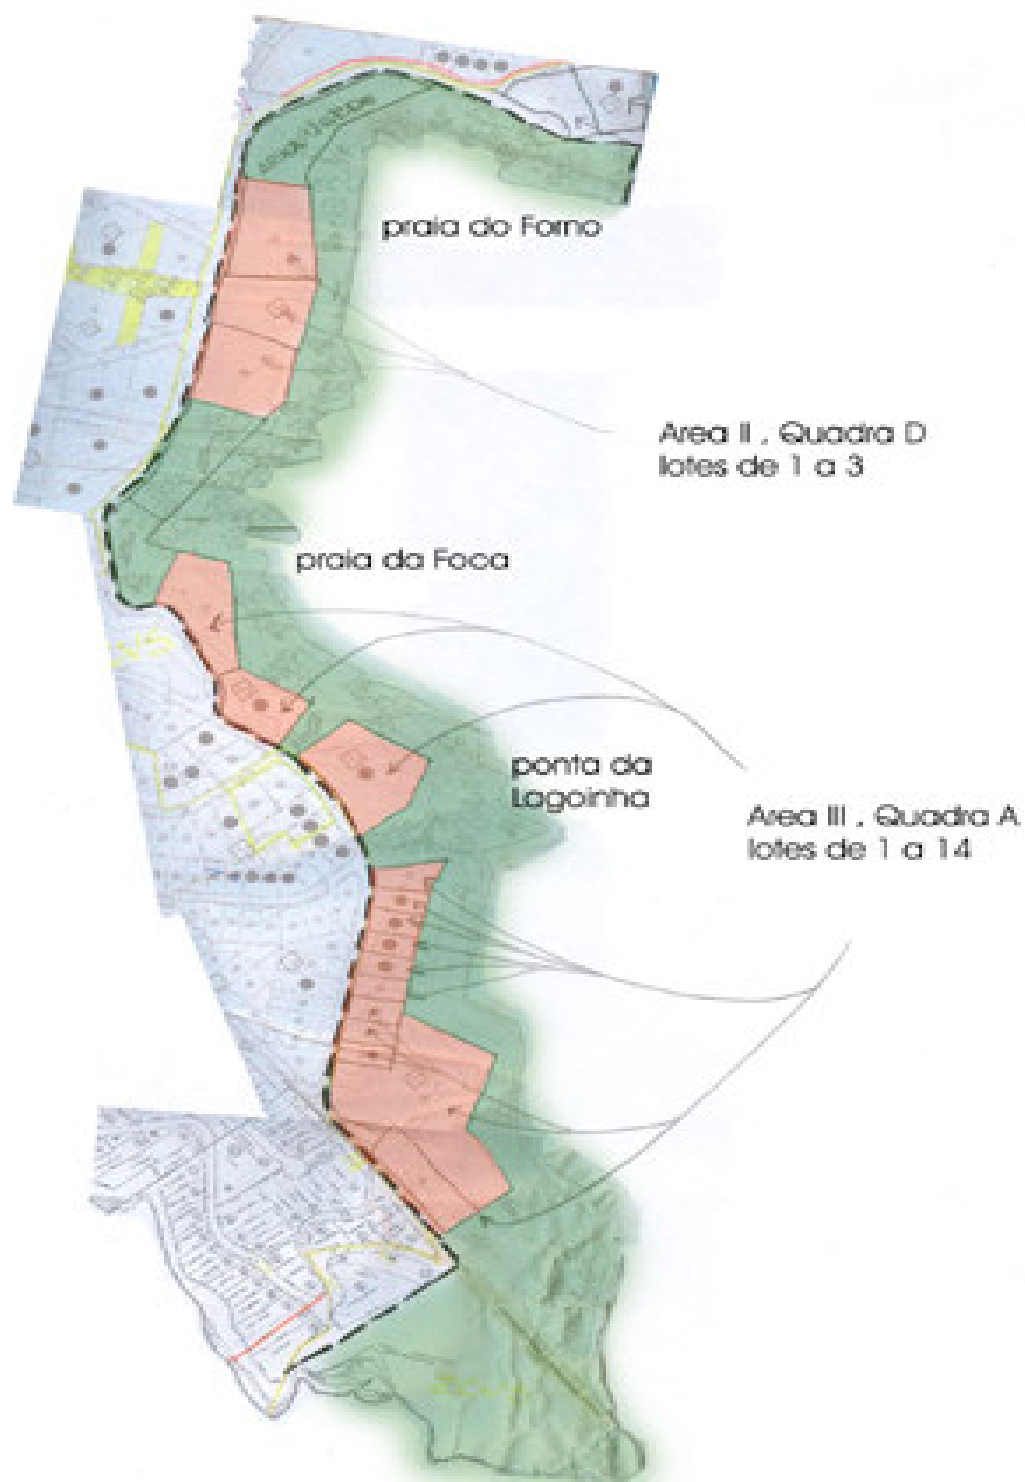 praia do Forno
Area II . Quadra D
lotes de 1 a 3
praia da Foca
ponta da
Lagoinha
Area III . Quadra A
lotes de 1 a 14